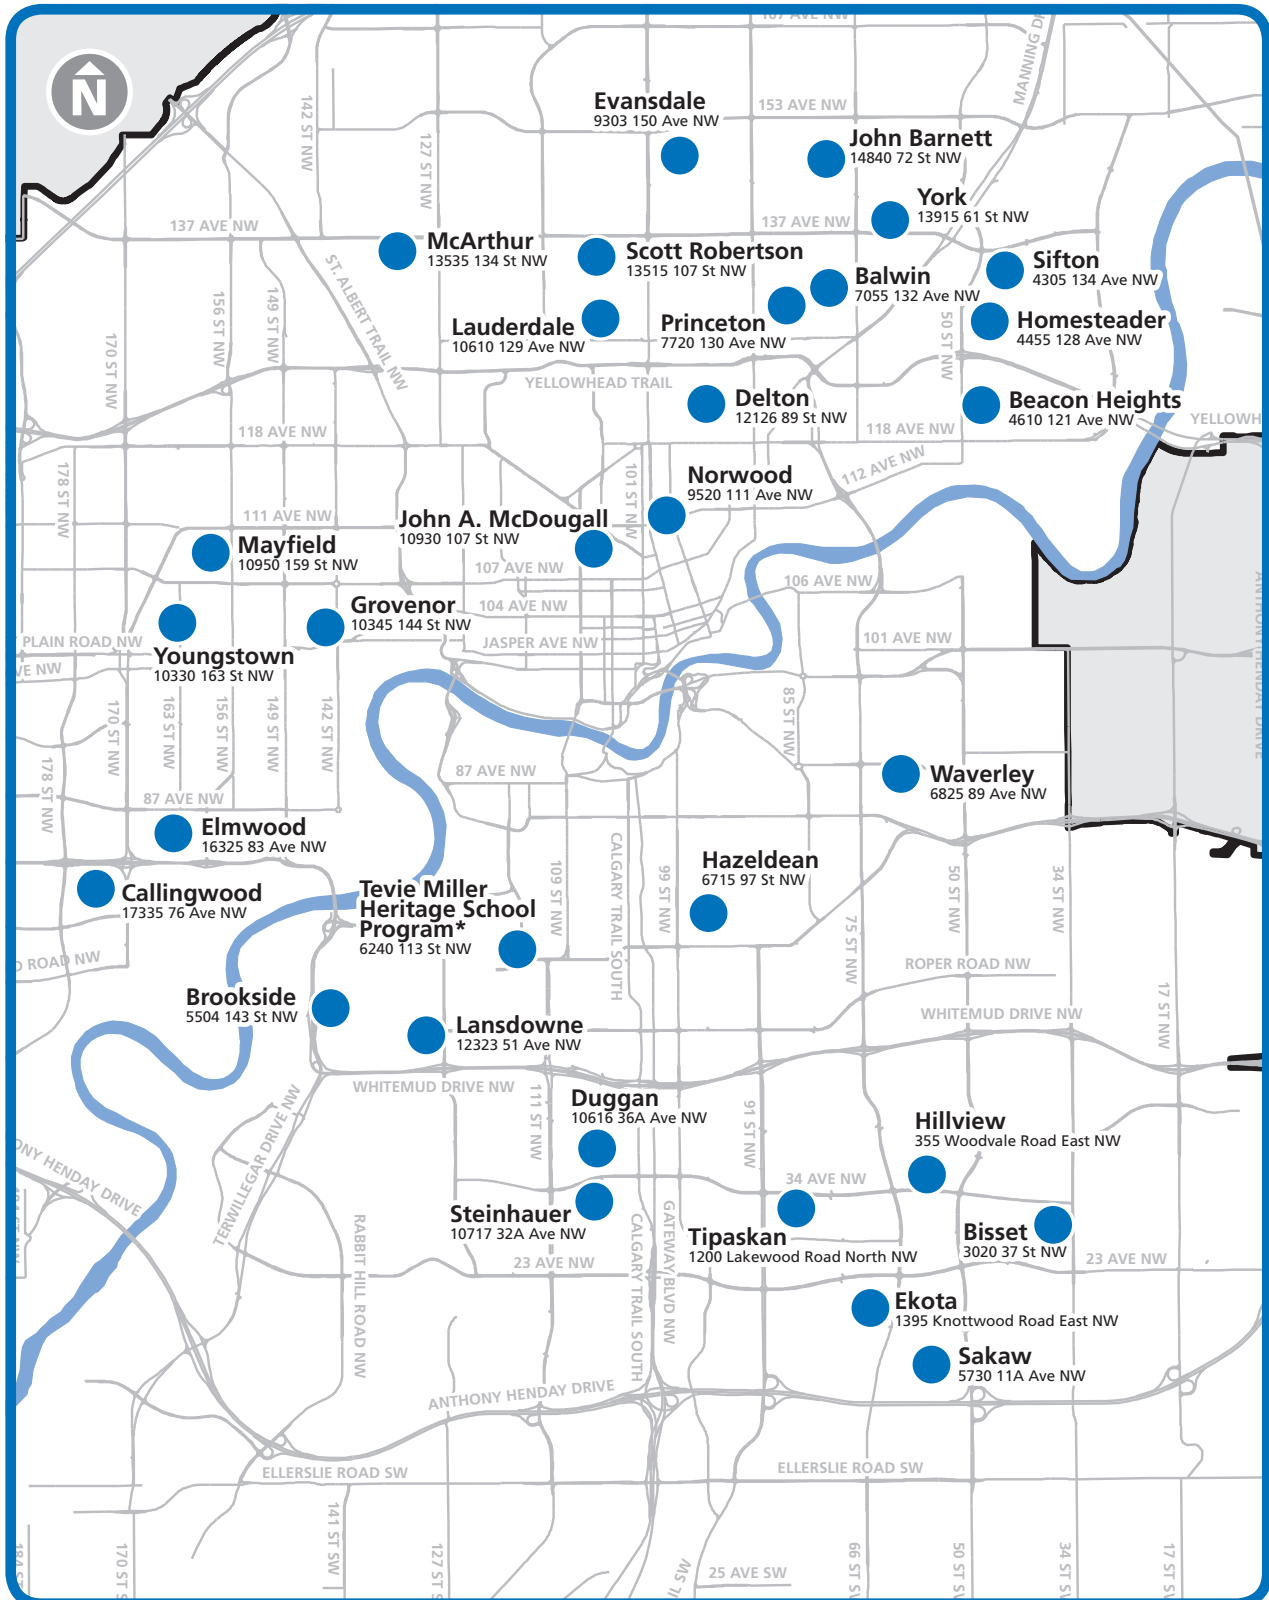 N
167 AVE NW
MANNING DR
142 ST NW
127 ST NW
Evansdale
9303 150 Ave NW
153 AVE NW
John Barnett
14840 72 St NW
York
13915 61 St NW
137 AVE NW
137 AVE NW
McArthur
13535 134 St NW
Scott Robertson
13515 107 St NW
Sifton
4305 134 Ave NW
Balwin
7055 132 Ave NW
ST. ALBERT TRAIL NW
156 ST NW
149 ST NW
170 ST NW
50 ST NW
Lauderdale
10610 129 Ave NW
Princeton
7720 130 Ave NW
Homesteader
4455 128 Ave NW
YELLOWHEAD TRAIL
Delton
12126 89 St NW
Beacon Heights
4610 121 Ave NW
YELLOWH
118 AVE NW
118 AVE NW
178 ST NW
101 ST NW
112 AVE NW
Norwood
9520 111 Ave NW
111 AVE NW
John A. McDougall
10930 107 St NW
Mayfield
10950 159 St NW
107 AVE NW
106 AVE NW
ANTHONY HENDAY DRIVE
Grovenor
10345 144 St NW
104 AVE NW
PLAIN ROAD NW
JASPER AVE NW
101 AVE NW
VE NW
Youngstown
10330 163 St NW
170 ST NW
163 ST NW
156 ST NW
149 ST NW
142 ST NW
85 ST NW
178 ST NW
87 AVE NW
Waverley
6825 89 Ave NW
87 AVE NW
Elmwood
16325 83 Ave NW
CALGARY TRAIL SOUTH
109 ST NW
99 ST NW
Hazeldean
6715 97 St NW
50 ST NW
34 ST NW
Callingwood
17335 76 Ave NW
Tevie Miller
Heritage School
Program*
6240 113 St NW
75 ST NW
D ROAD NW
ROPER ROAD NW
Brookside
5504 143 St NW
17 ST NW
WHITEMUD DRIVE NW
Lansdowne
12323 51 Ave NW
WHITEMUD DRIVE NW
TERWILLEGAR DRIVE NW
111 ST NW
91 ST NW
Duggan
10616 36A Ave NW
Hillview
355 Woodvale Road East NW
ONY HENDAY DRIVE
34 AVE NW
Steinhauer
10717 32A Ave NW
RABBIT HILL ROAD NW
CALGARY TRAIL SOUTH
GATEWAY BLVD NW
Tipaskan
1200 Lakewood Road North NW
Bisset
3020 37 St NW
23 AVE NW
23 AVE NW
Ekota
1395 Knottwood Road East NW
Sakaw
5730 11A Ave NW
ANTHONY HENDAY DRIVE
ELLERSLIE ROAD SW
ELLERSLIE ROAD SW
141 ST SW
170 ST S
127 ST
25 AVE SW
66 ST S
50 ST S
34 ST S
17 ST S
IL SW